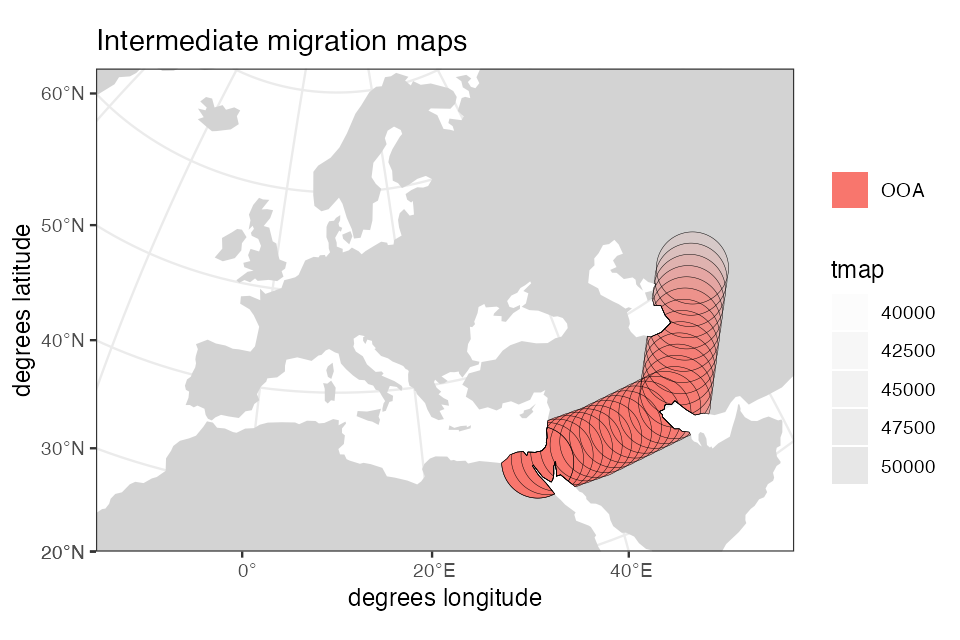 Intermediate migration maps
60°N
50°N
40°N
30°N
20°N
0°
20°E
40°E
degrees longitude
degrees latitude
OOA
tmap
40000
42500
45000
47500
50000